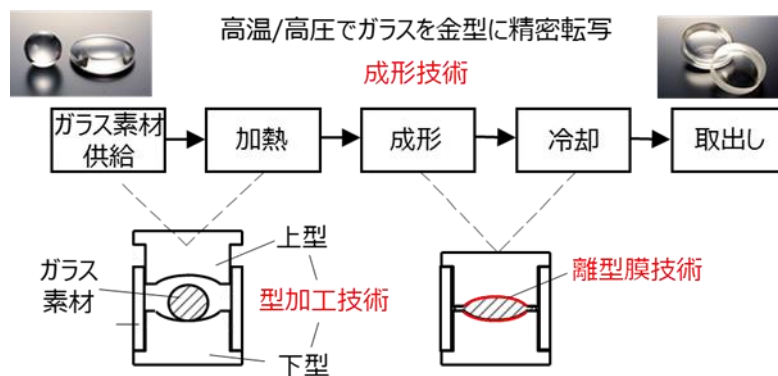 高温/高圧でガラスを金型に精密転写
成形技術
ガラス素材
供給
加熱
成形
冷却
取出し
上型
ガラス
素材
型加工技術
下型
離型膜技術